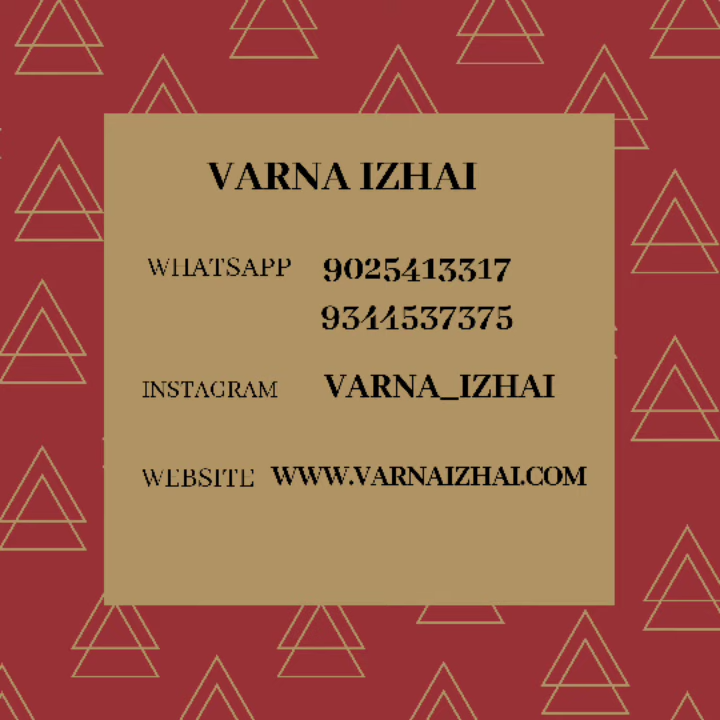 VARNA IZHAI
WHATSAPP 9025413317
9344537375
INSTAGRAM VARNA_IZHAI
WEBSITE WWW.VARNAIZHAI.COM